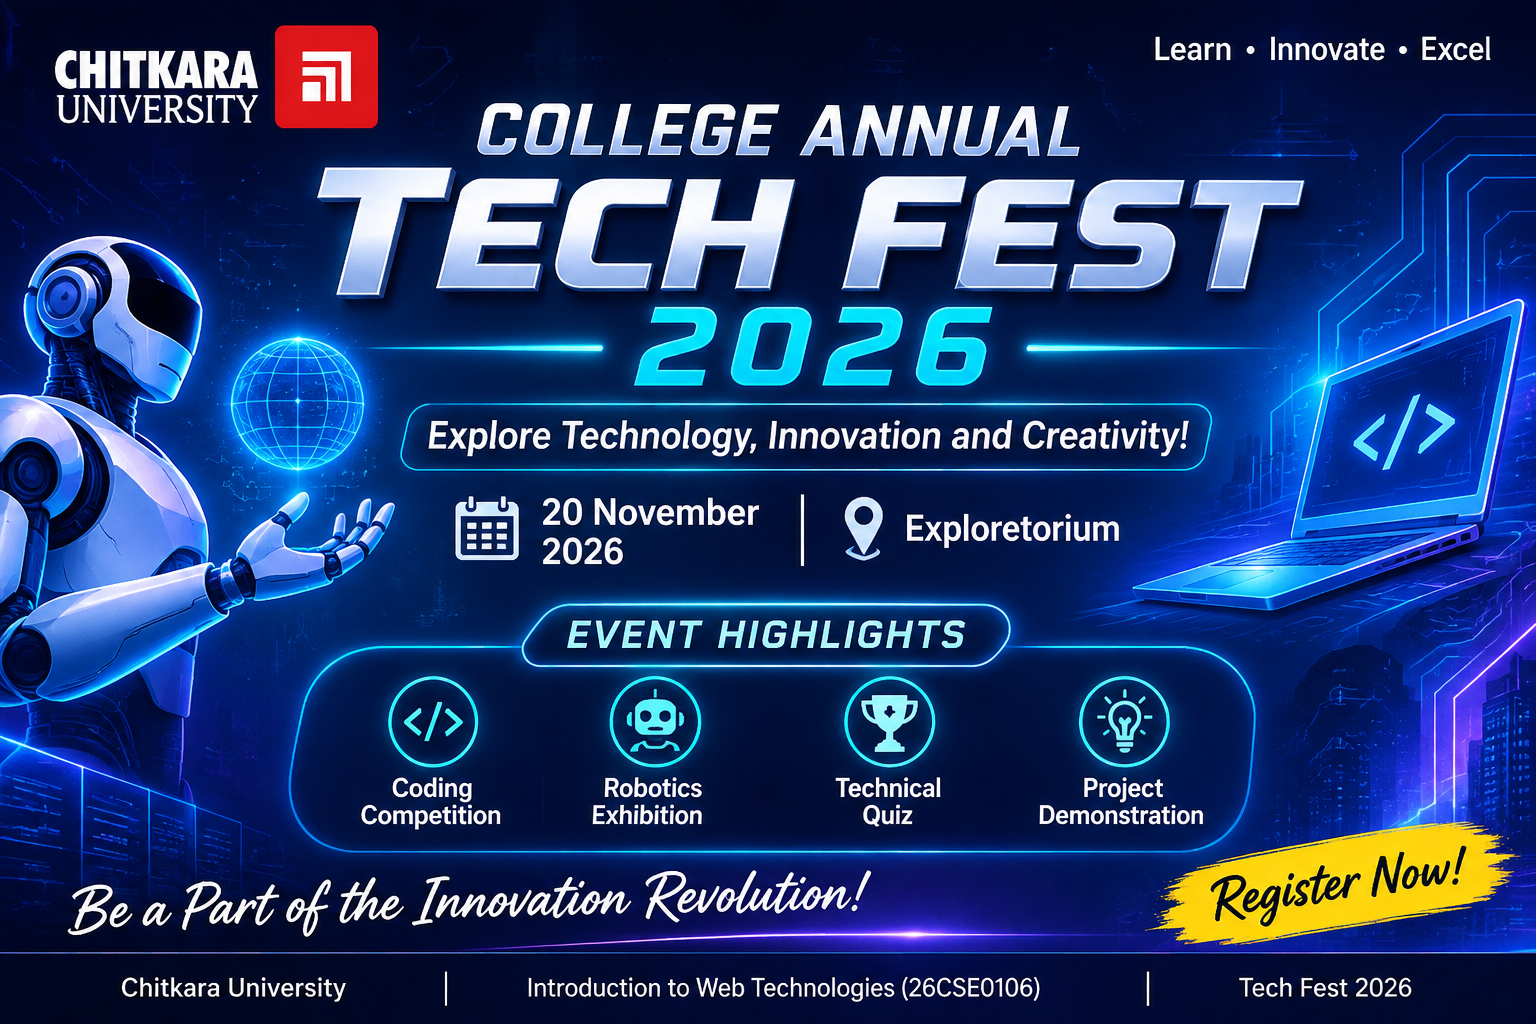 CHITKARA
UNIVERSITY
Learn • Innovate • Excel
COLLEGE ANNUAL
TECH FEST
2026
Explore Technology, Innovation and Creativity!
20 November
2026
Exploretorium
EVENT HIGHLIGHTS
</>
Coding
Competition
Robotics
Exhibition
Technical
Quiz
Project
Demonstration
</>
Be a Part of the Innovation Revolution!
Register Now!
Chitkara University | Introduction to Web Technologies (26CSE0106) | Tech Fest 2026